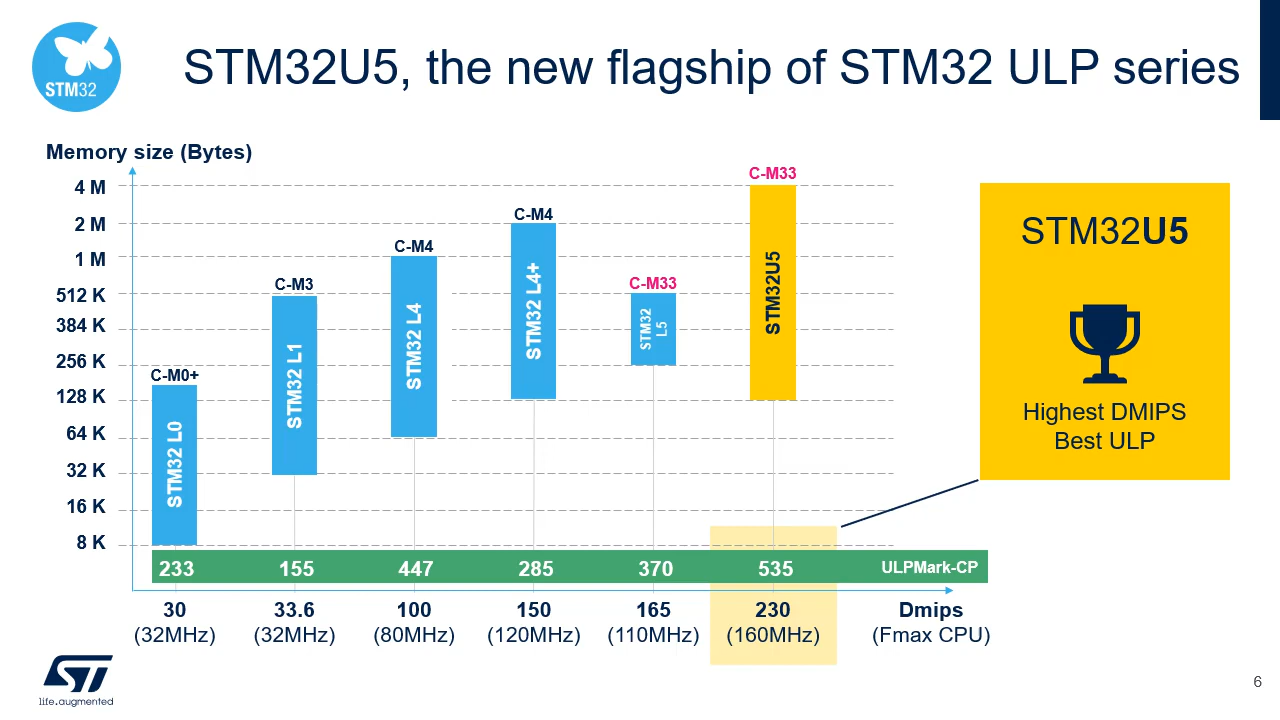 STM32
STM32U5, the new flagship of STM32 ULP series
Memory size (Bytes)
4 M
2 M
1 M
512 K
384 K
256 K
128 K
64 K
32 K
16 K
8 K
C-M0+
STM32 L0
C-M3
STM32 L1
C-M4
STM32 L4
C-M4
STM32 L4+
C-M33
STM32
L5
C-M33
STM32U5
233 155 447 285 370 535 ULPMark-CP
30 33.6 100 150 165 230 Dmips
(32MHz) (32MHz) (80MHz) (120MHz) (110MHz) (160MHz) (Fmax CPU)
STM32U5
Highest DMIPS
Best ULP
ST
life.augmented
6